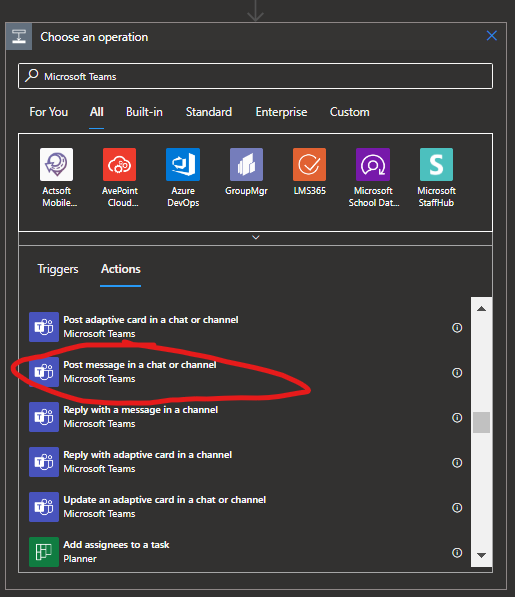 Choose an operation
Microsoft Teams
For You All Built-in Standard Enterprise Custom
Actsoft Mobile...
AvePoint Cloud...
Azure DevOps
GroupMgr
LMS365
Microsoft School Dat...
Microsoft StaffHub
Triggers Actions
Post adaptive card in a chat or channel
Microsoft Teams
Post message in a chat or channel
Microsoft Teams
Reply with a message in a channel
Microsoft Teams
Reply with adaptive card in a channel
Microsoft Teams
Update an adaptive card in a chat or channel
Microsoft Teams
Add assignees to a task
Planner